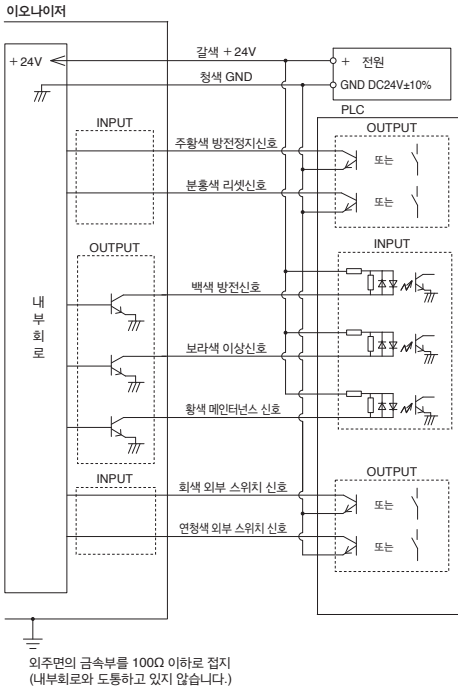 이오나이저
+24V
갈색 +24V
청색 GND
+ 전원
GND DC24V±10%
PLC
INPUT
주황색 방전정지신호
분홍색 리셋신호
OUTPUT
또는
또는
OUTPUT
백색 방전신호
보라색 이상신호
황색 메인터넌스 신호
INPUT
내부회로
INPUT
회색 외부 스위치 신호
연청색 외부 스위치 신호
OUTPUT
또는
또는
외주면의 금속부를 100Ω 이하로 접지
(내부회로와 도통하고 있지 않습니다.)